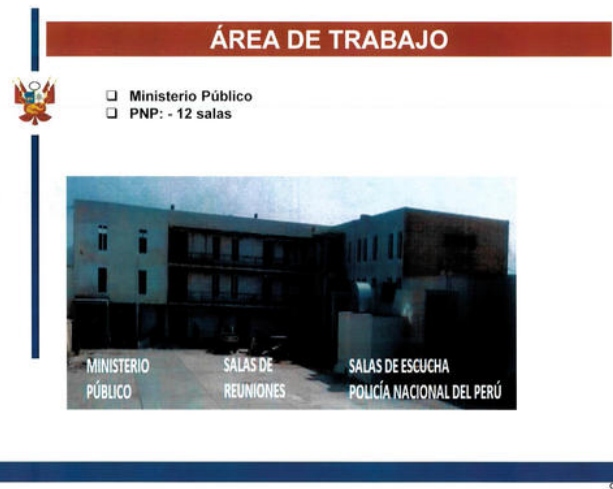 ÁREA DE TRABAJO
❑ Ministerio Público
❑ PNP: - 12 salas
MINISTERIO
PÚBLICO
SALAS DE
REUNIONES
SALAS DE ESCUCHA
POLICÍA NACIONAL DEL PERÚ